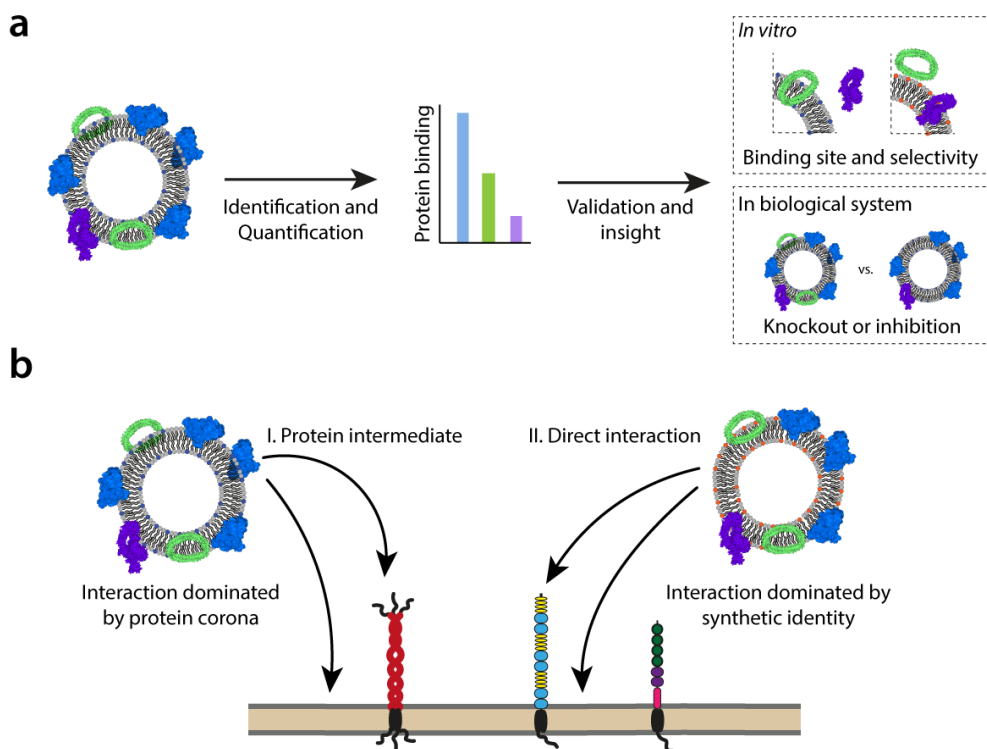 a
Identification and
Quantification
Protein binding
Validation and
insight
In vitro
Binding site and selectivity
In biological system
vs.
Knockout or inhibition
b
I. Protein intermediate
II. Direct interaction
Interaction dominated
by protein corona
Interaction dominated by
synthetic identity